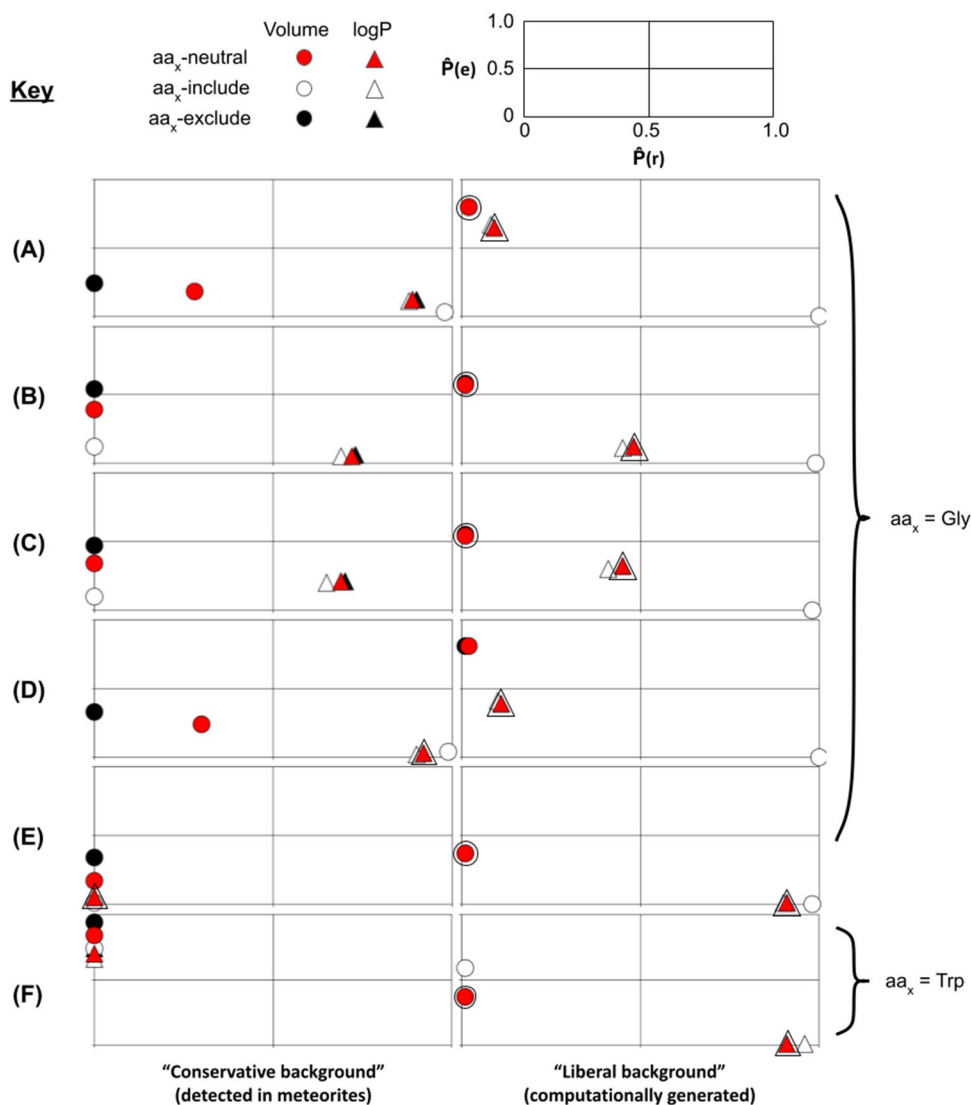 Volume logP
aaₓ-neutral
aaₓ-include
aaₓ-exclude
Key
1.0
P̂(e) 0.5
0
0 0.5 1.0
P̂(r)
(A)
(B)
(C)
aaₓ = Gly
(D)
(E)
(F)
aaₓ = Trp
“Conservative background” “Liberal background”
(detected in meteorites) (computationally generated)